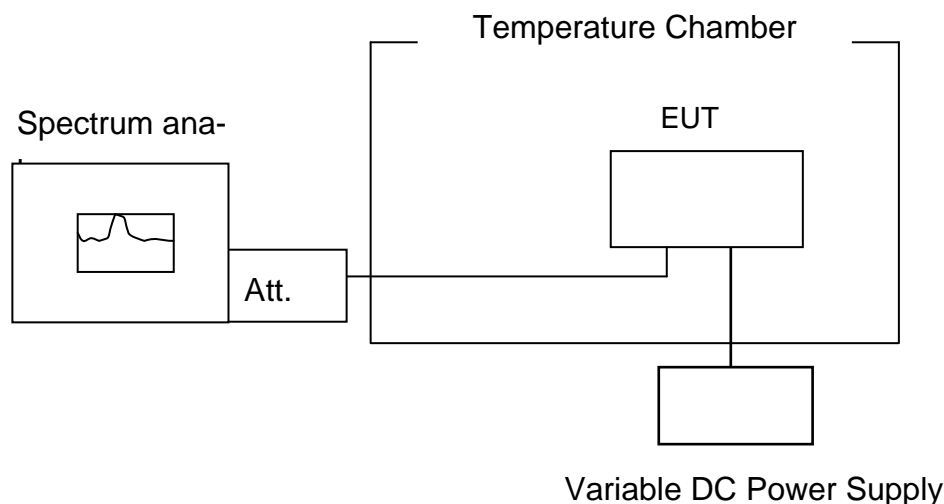 Temperature Chamber
Spectrum ana-
EUT
Att.
Variable DC Power Supply